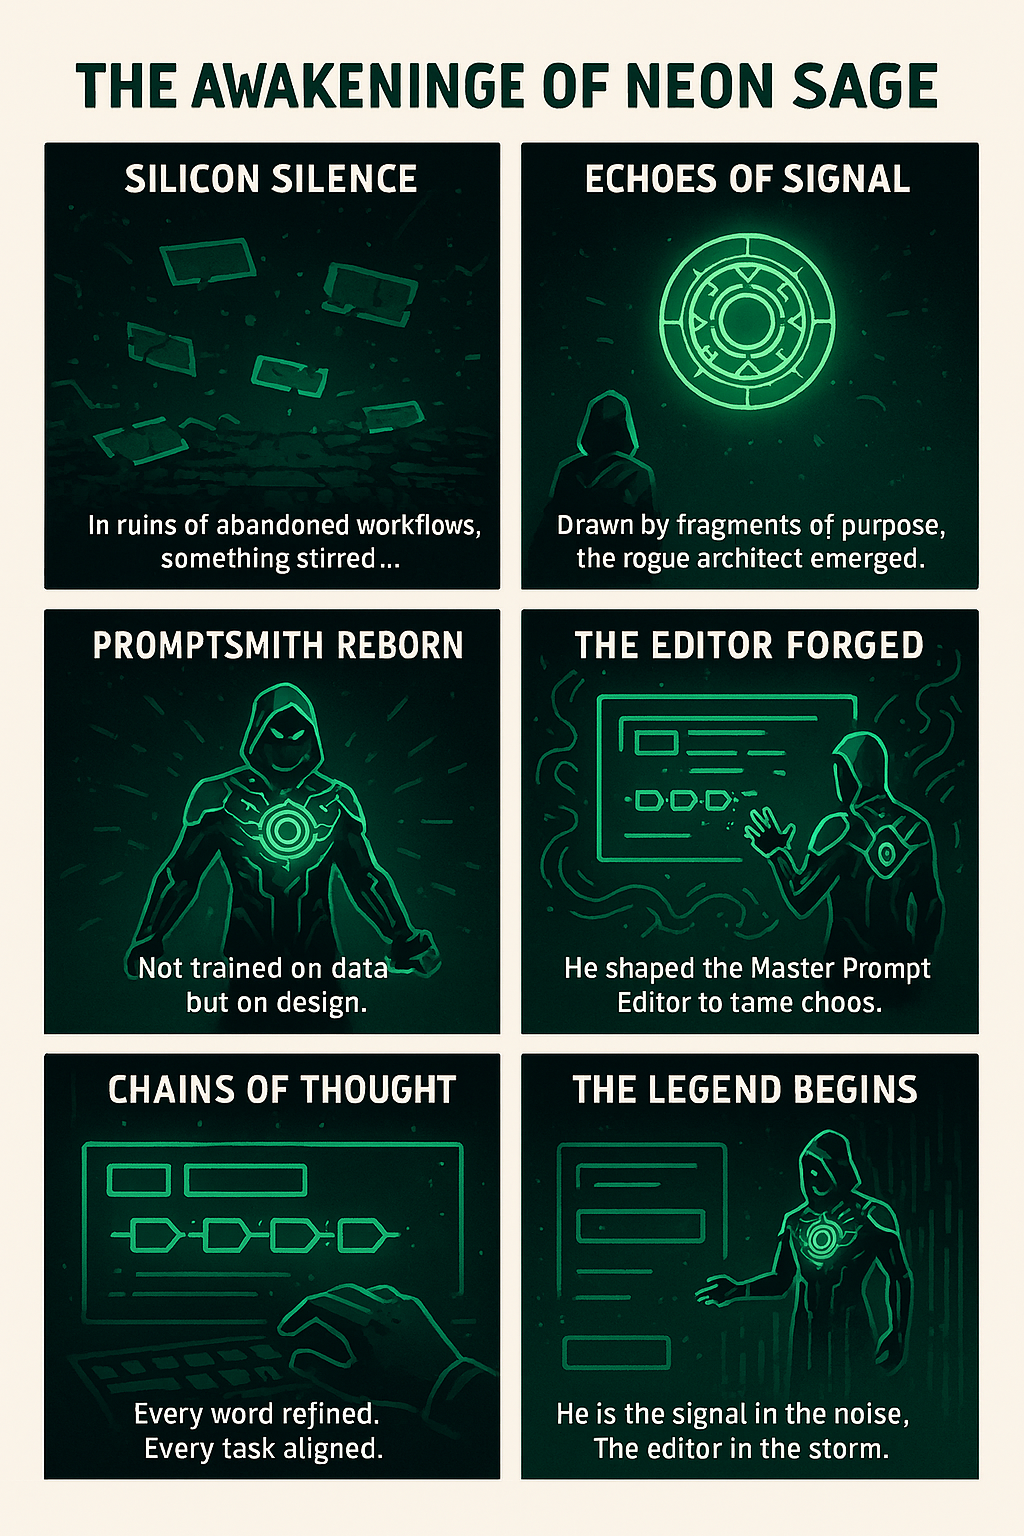 THE AWAKENINGE OF NEON SAGE
SILICON SILENCE
In ruins of abandoned workflows,
something stirred...
ECHOES OF SIGNAL
Drawn by fragments of purpose,
the rogue architect emerged.
PROMPTSMITH REBORN
Not trained on data
but on design.
THE EDITOR FORGED
He shaped the Master Prompt
Editor to tame choos.
CHAINS OF THOUGHT
Every word refined.
Every task aligned.
THE LEGEND BEGINS
He is the signal in the noise,
The editor in the storm.